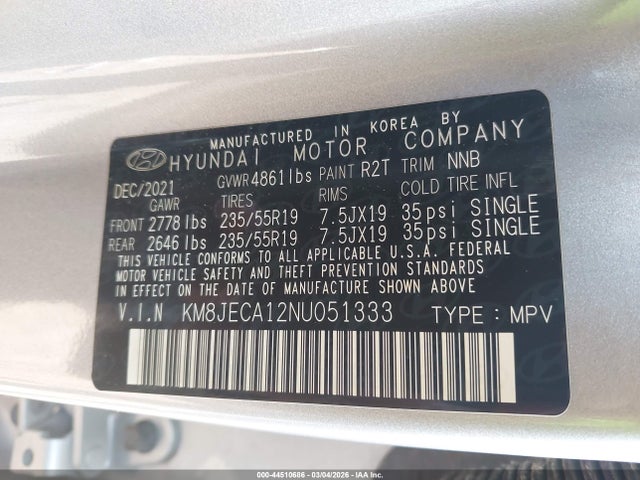 MANUFACTURED IN KOREA BY
HYUNDAI MOTOR COMPANY
DEC/2021 GVWR 4861lbs PAINT R2T TRIM NNB
GAWR TIRES RIMS COLD TIRE INFL
FRONT 2778 lbs 235/55R19 7.5JX19 35psi SINGLE
REAR 2646 lbs 235/55R19 7.5JX19 35psi SINGLE
THIS VEHICLE CONFORMS TO ALL APPLICABLE U.S.A. FEDERAL
MOTOR VEHICLE SAFETY AND THEFT PREVENTION STANDARDS
IN EFFECT ON THE DATE OF MANUFACTURE SHOWN ABOVE.
V.I.N KM8JECA12NU051333 TYPE : MPV
000-44510686 - 03/04/2026 - IAA Inc.